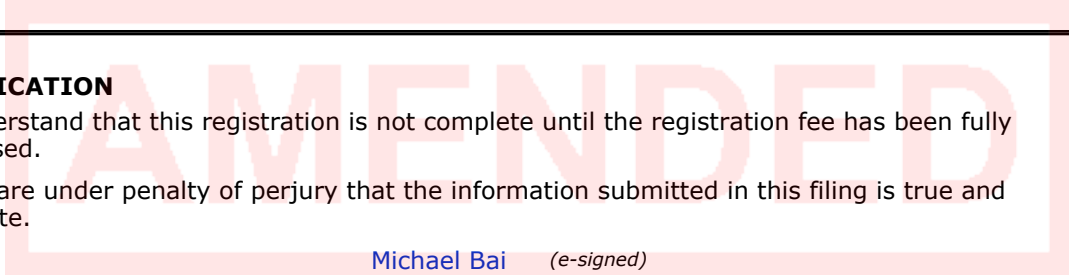 AMENDED
ICATION
erstand that this registration is not complete until the registration fee has been fully
sed.
are under penalty of perjury that the information submitted in this filing is true and
te.
Michael Bai (e-signed)